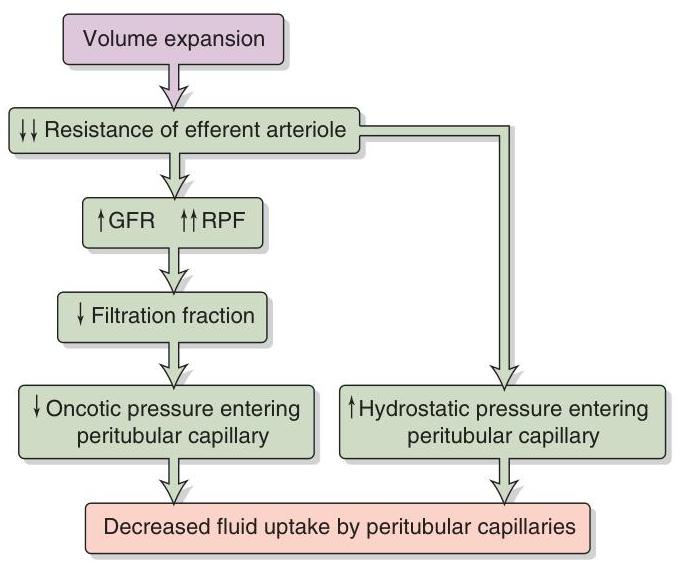 Volume expansion
↓↓ Resistance of efferent arteriole
↑GFR ↑↑RPF
↓ Filtration fraction
↓ Oncotic pressure entering
peritubular capillary
↑Hydrostatic pressure entering
peritubular capillary
Decreased fluid uptake by peritubular capillaries